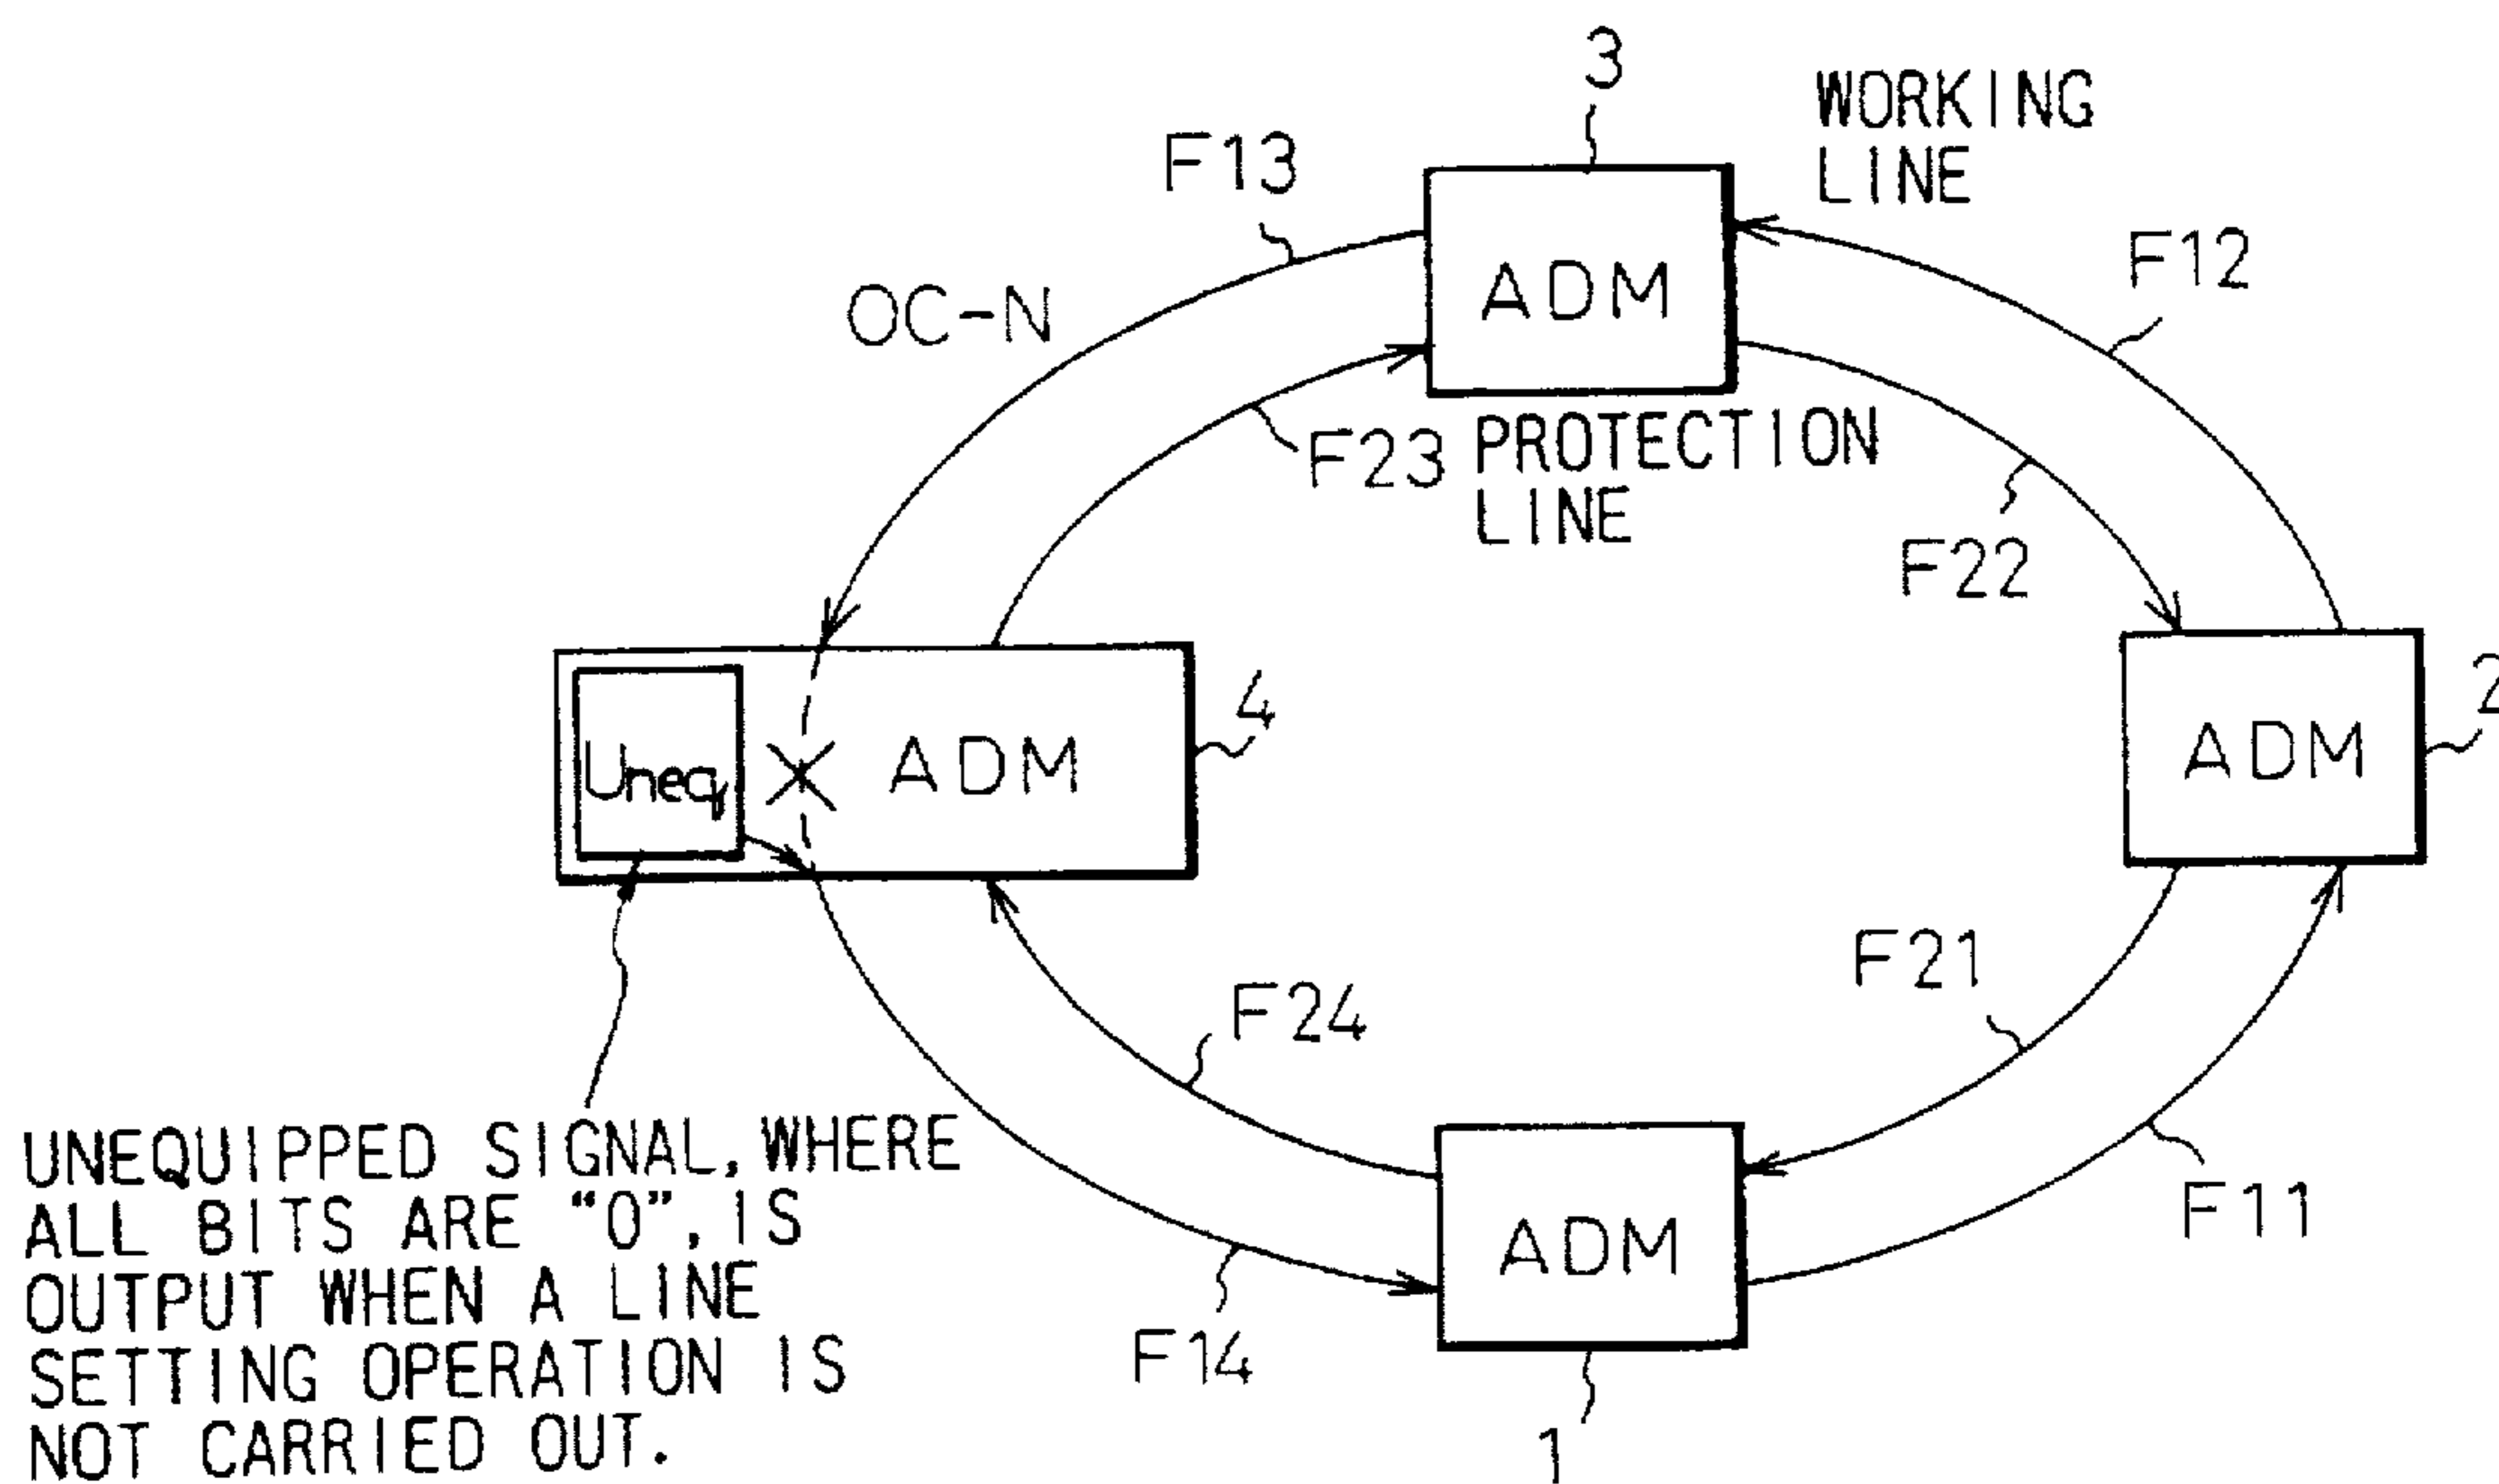 3
WORKING
LINE
F13
F12
OC-N
ADM
F23
PROTECTION
LINE
F22
4
2
Uneq
ADM
ADM
F21
F24
UNEQUIPPED SIGNAL, WHERE
ALL BITS ARE “0”, IS
OUTPUT WHEN A LINE
SETTING OPERATION IS
NOT CARRIED OUT.
F11
ADM
F14
1